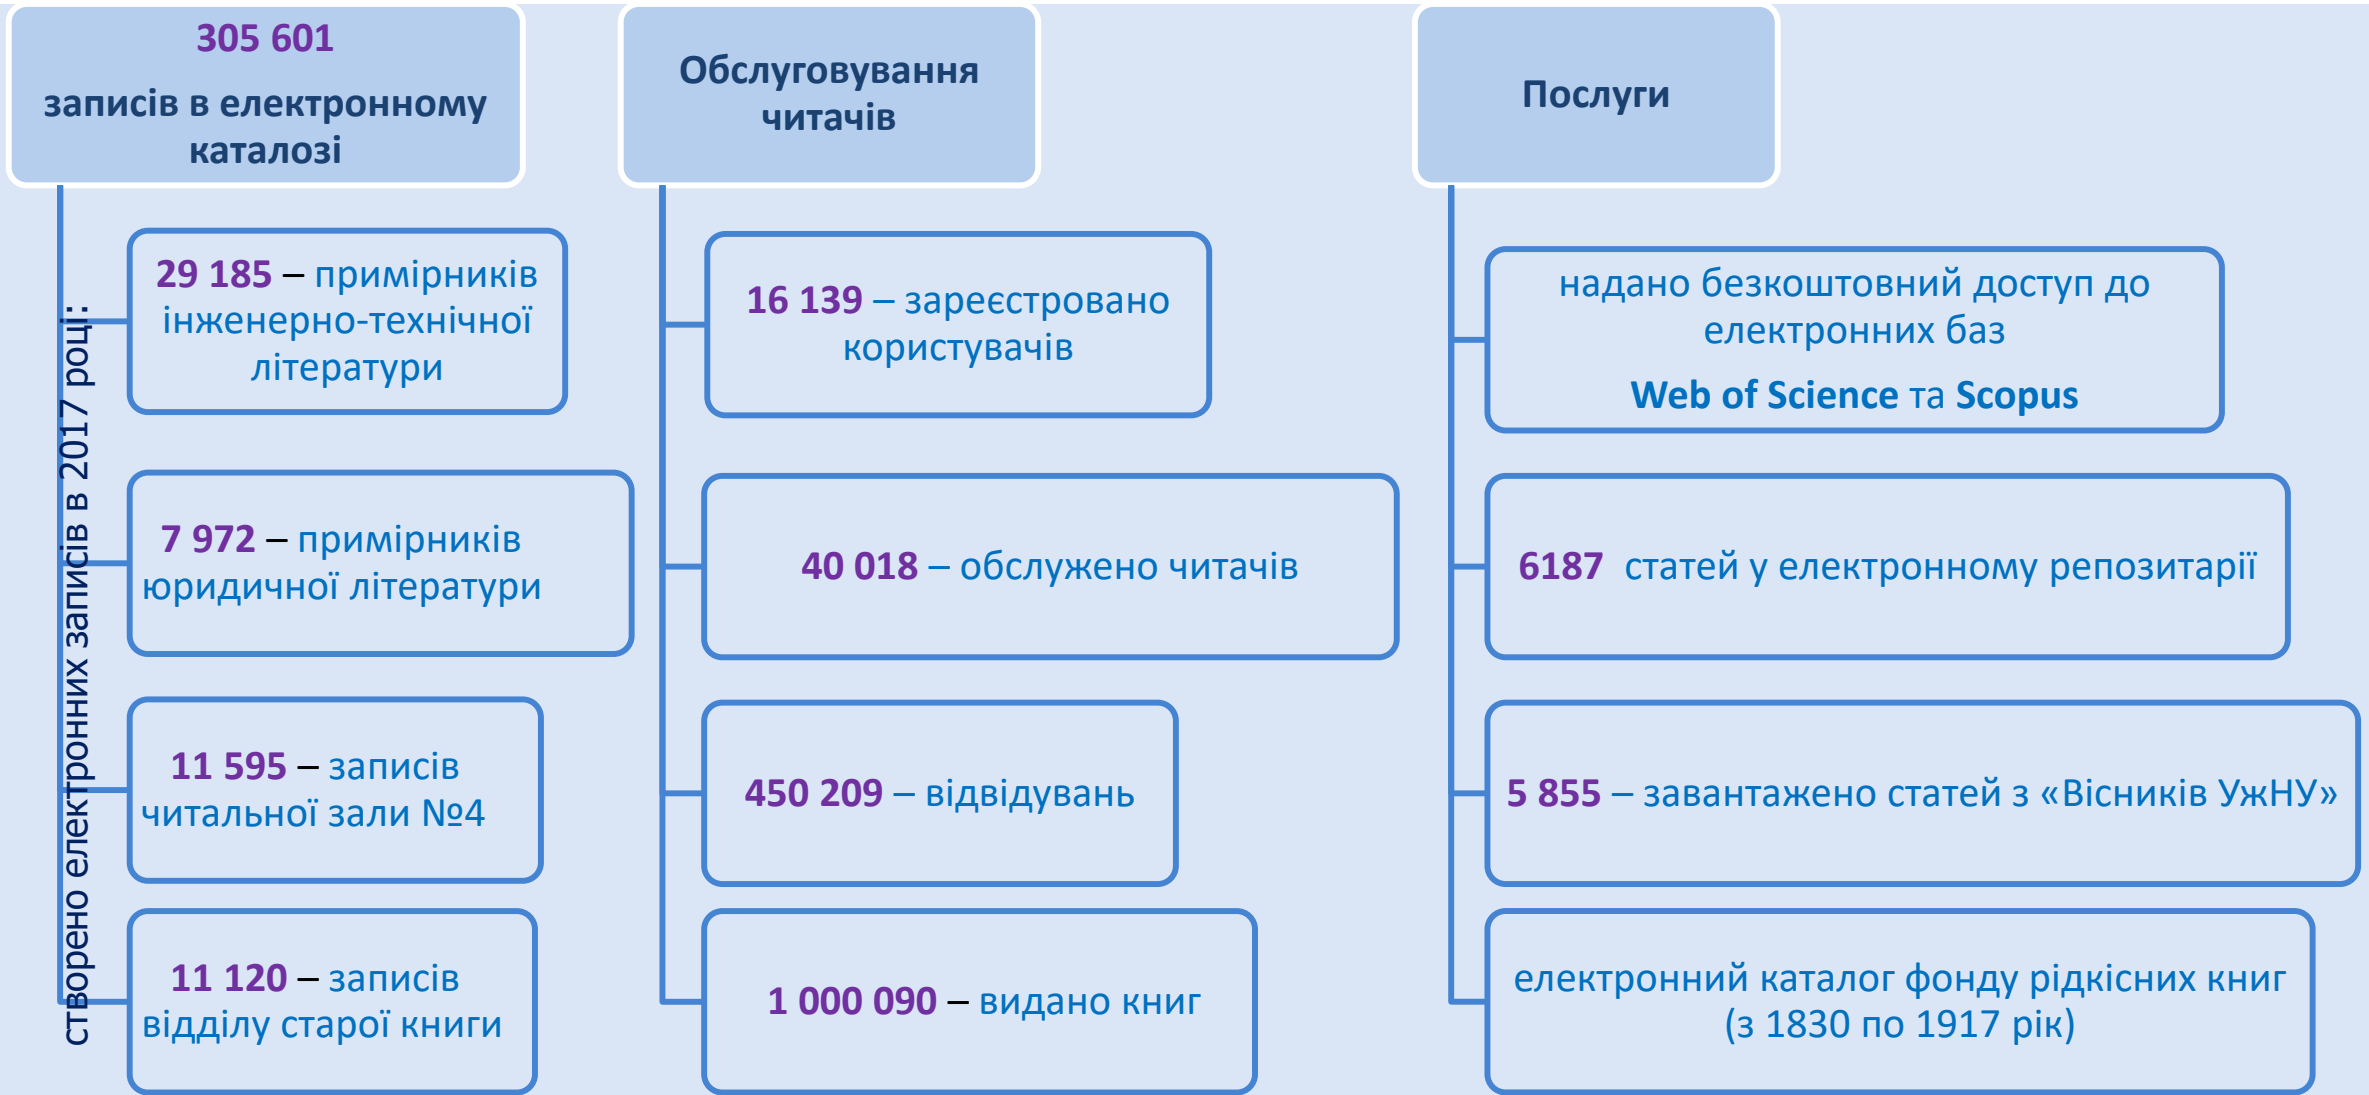 305 601
записів в електронному
каталозі
створено електронних записів в 2017 році:
29 185 – примірників
інженерно-технічної
літератури
7 972 – примірників
юридичної літератури
11 595 – записів
читальної зали №4
11 120 – записів
відділу старої книги
Обслуговування
читачів
16 139 – зареєстровано
користувачів
40 018 – обслужено читачів
450 209 – відвідувань
1 000 090 – видано книг
Послуги
надано безкоштовний доступ до
електронних баз
Web of Science та Scopus
6187 статей у електронному репозитарії
5 855 – завантажено статей з «Вісників УжНУ»
електронний каталог фонду рідкісних книг
(з 1830 по 1917 рік)